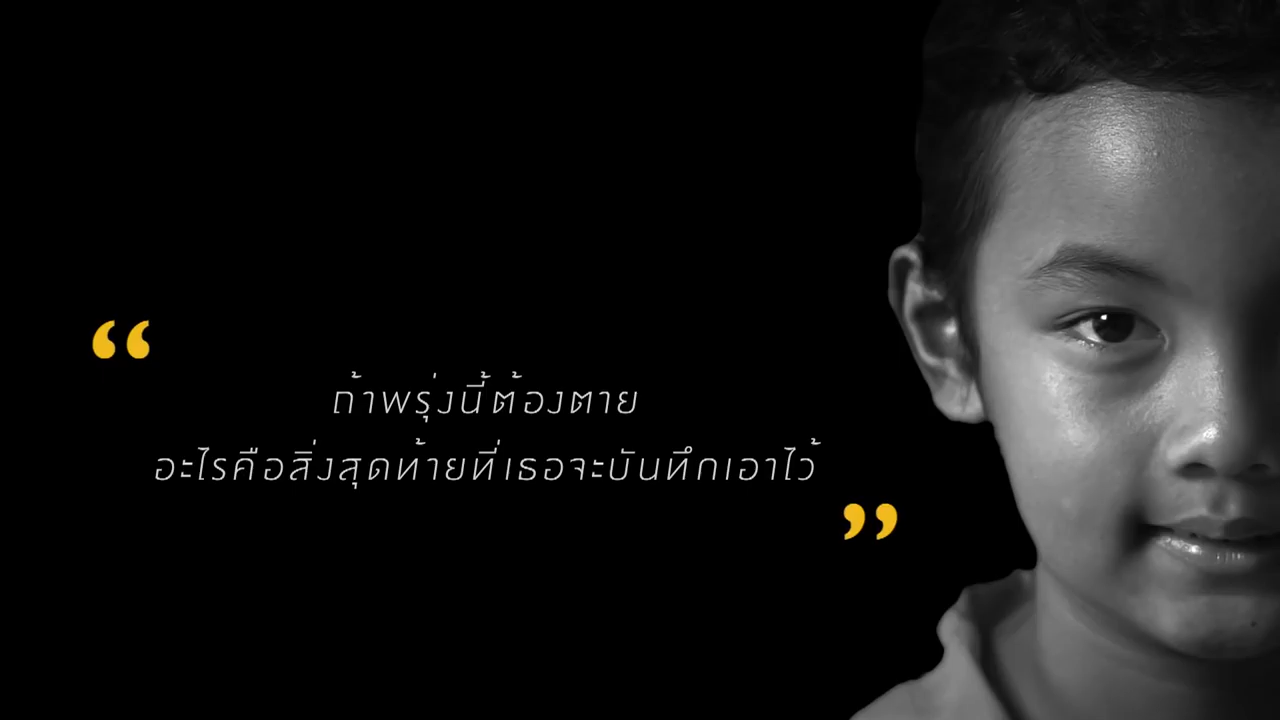 “
ถ้าพรุ่งนี้ต้องตาย
อะไรคือสิ่งสุดท้ายที่เธอจะบันทึกเอาไว้
”